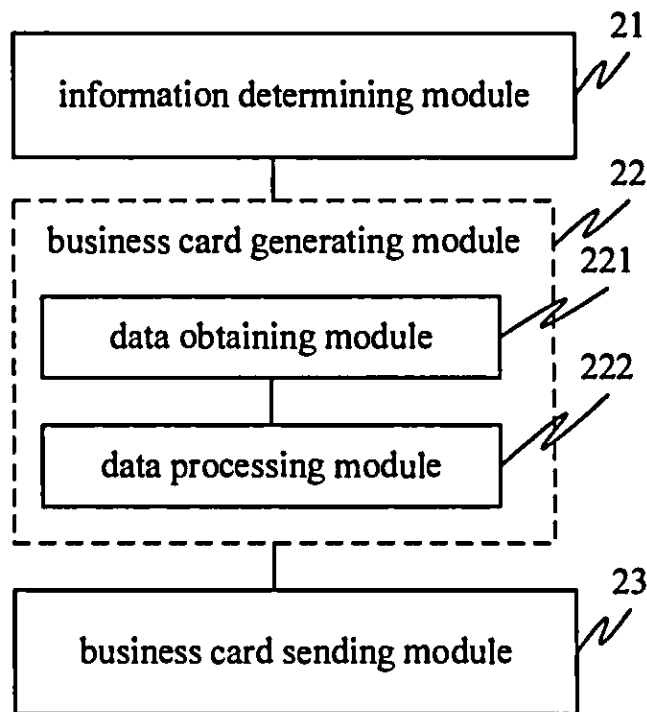 21
information determining module
22
business card generating module
221
data obtaining module
222
data processing module
23
business card sending module